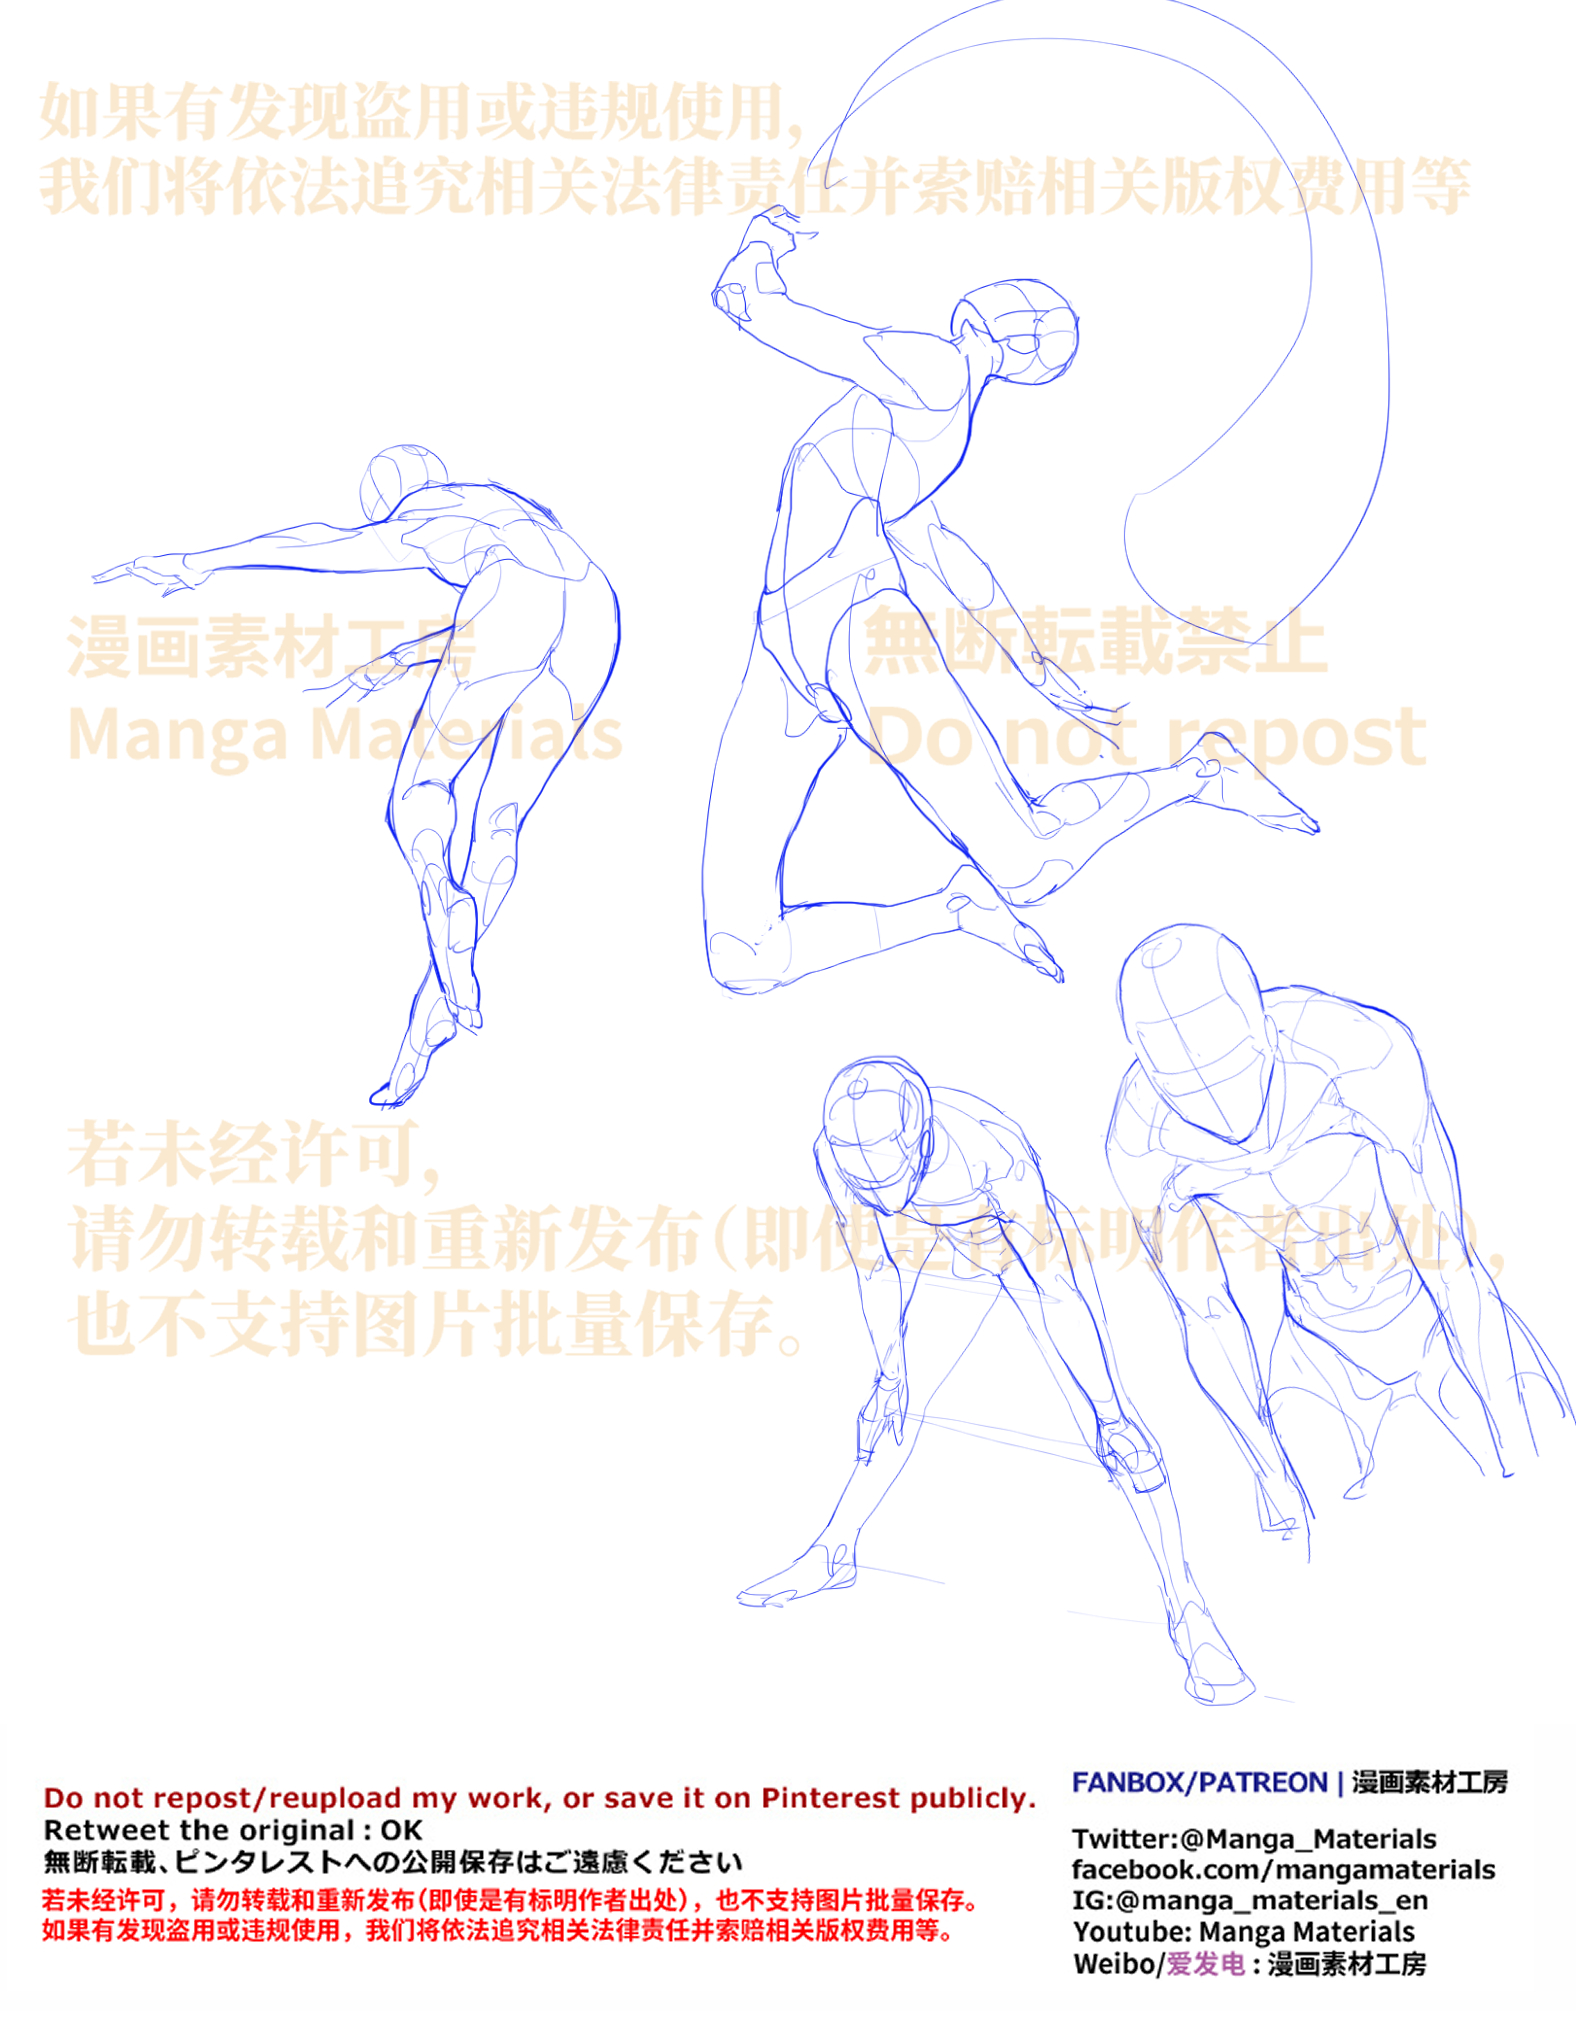 如果有发现盗用或违规使用，
我们将依法追究相关法律责任并索赔相关版权费用等
漫画素材工房
Manga Materials
無断転載禁止
Do not repost
若未经许可，
请勿转载和重新发布(即使是有标明作者出处)，
也不支持图片批量保存。
Do not repost/reupload my work, or save it on Pinterest publicly.
Retweet the original : OK
無断転載、ピンタレストへの公開保存はご遠慮ください
若未经许可，请勿转载和重新发布(即使是有标明作者出处)，也不支持图片批量保存。
如果有发现盗用或违规使用，我们将依法追究相关法律责任并索赔相关版权费用等。
FANBOX/PATREON | 漫画素材工房
Twitter:@Manga_Materials
facebook.com/mangamaterials
IG:@manga_materials_en
Youtube: Manga Materials
Weibo/爱发电 : 漫画素材工房